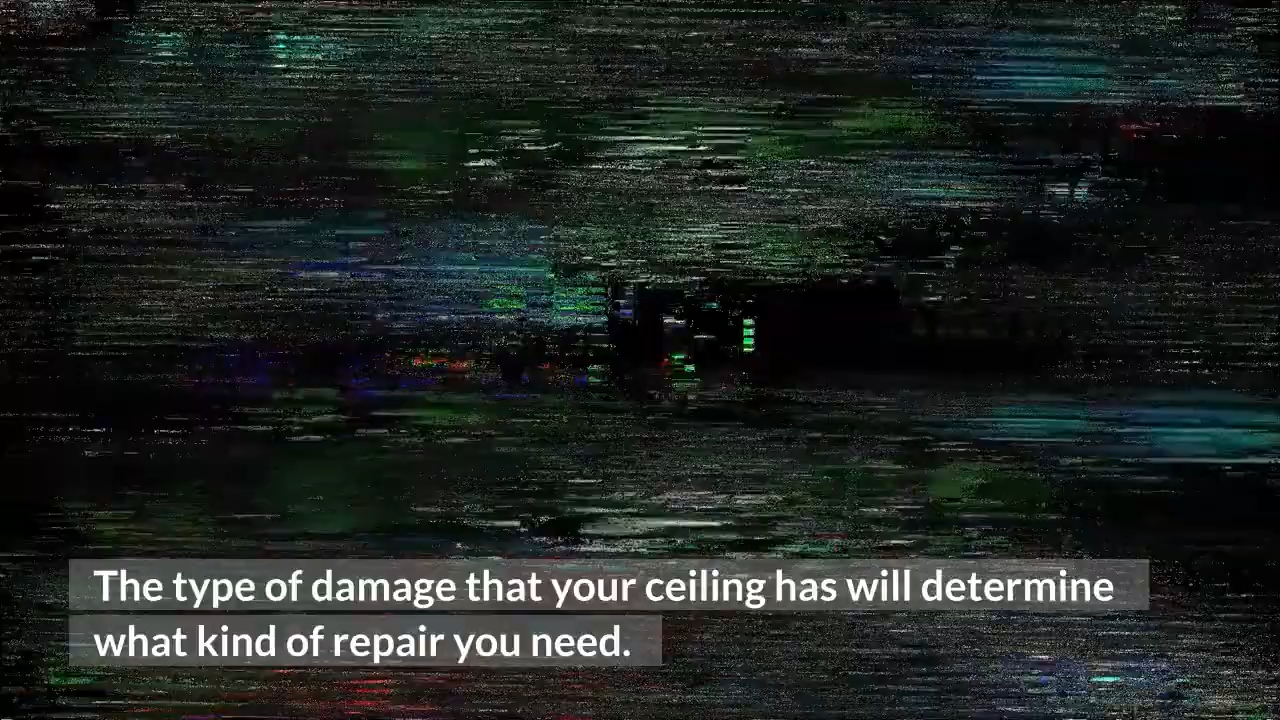 The type of damage that your ceiling has will determine
what kind of repair you need.